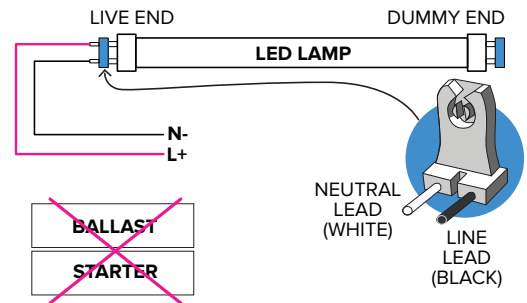 LIVE END
DUMMY END
LED LAMP
N-
L+
NEUTRAL
LEAD
(WHITE)
LINE
LEAD
(BLACK)
BALLAST
STARTER